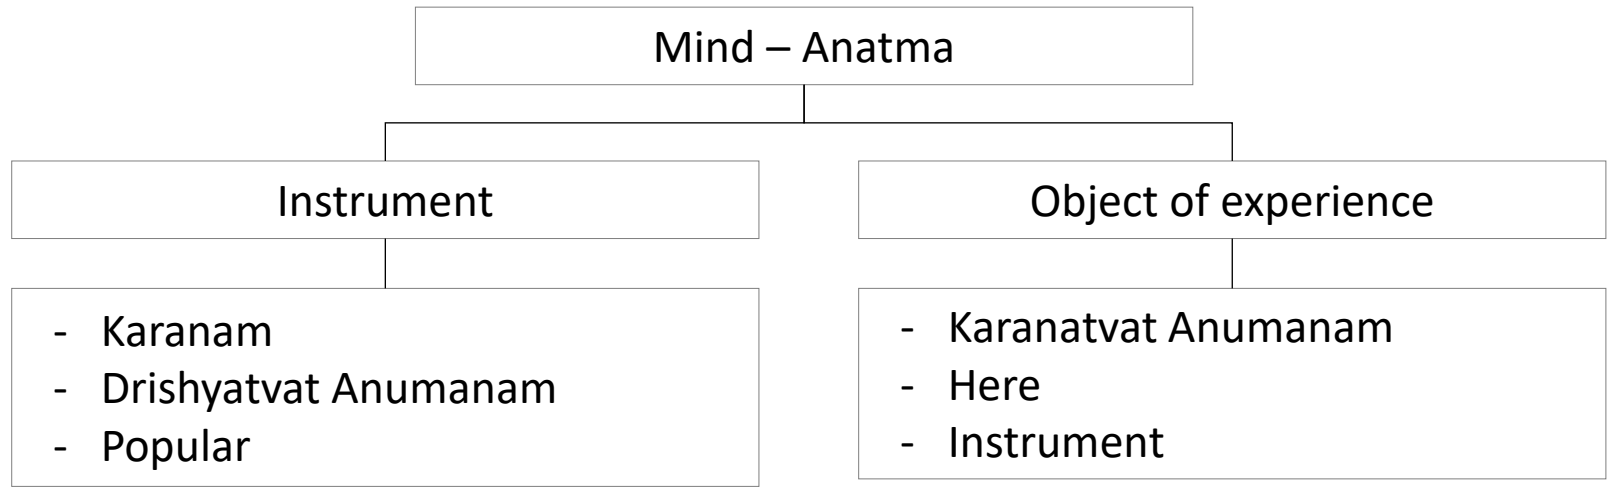 Mind – Anatma
Instrument
Object of experience
- Karanam
- Drishyatvat Anumanam
- Popular
- Karanatvat Anumanam
- Here
- Instrument